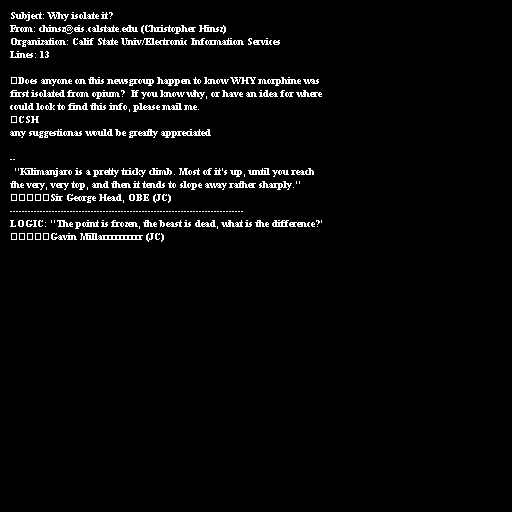 Subject: Why isolate it?
From: chinsz@eis.calstate.edu (Christopher Hinsz)
Organization: Calif State Univ/Electronic Information Services
Lines: 13

□Does anyone on this newsgroup happen to know WHY morphine was
first isolated from opium?  If you know why, or have an idea for where
could look to find this info, please mail me.
□CSH
any suggestionas would be greatly appreciated

--
 "Kilimanjaro is a pretty tricky climb. Most of it's up, until you reach
the very, very top, and then it tends to slope away rather sharply."
□□□□□Sir George Head, OBE (JC)
------------------------------------------------------------------------------
LOGIC: "The point is frozen, the beast is dead, what is the difference?"
□□□□□Gavin Millarrrrrrrrrr (JC)